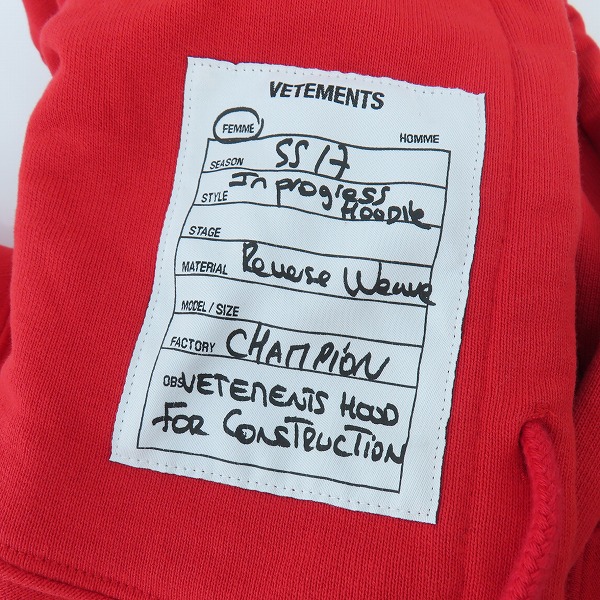 VETEMENTS
FEMME HOMME
SEASON SS17
STYLE In progress
HOODIE
STAGE
MATERIAL Reverse Weave
MODEL / SIZE
FACTORY CHAMPION
OBS VETEMENTS HOOD
FOR CONSTRUCTION